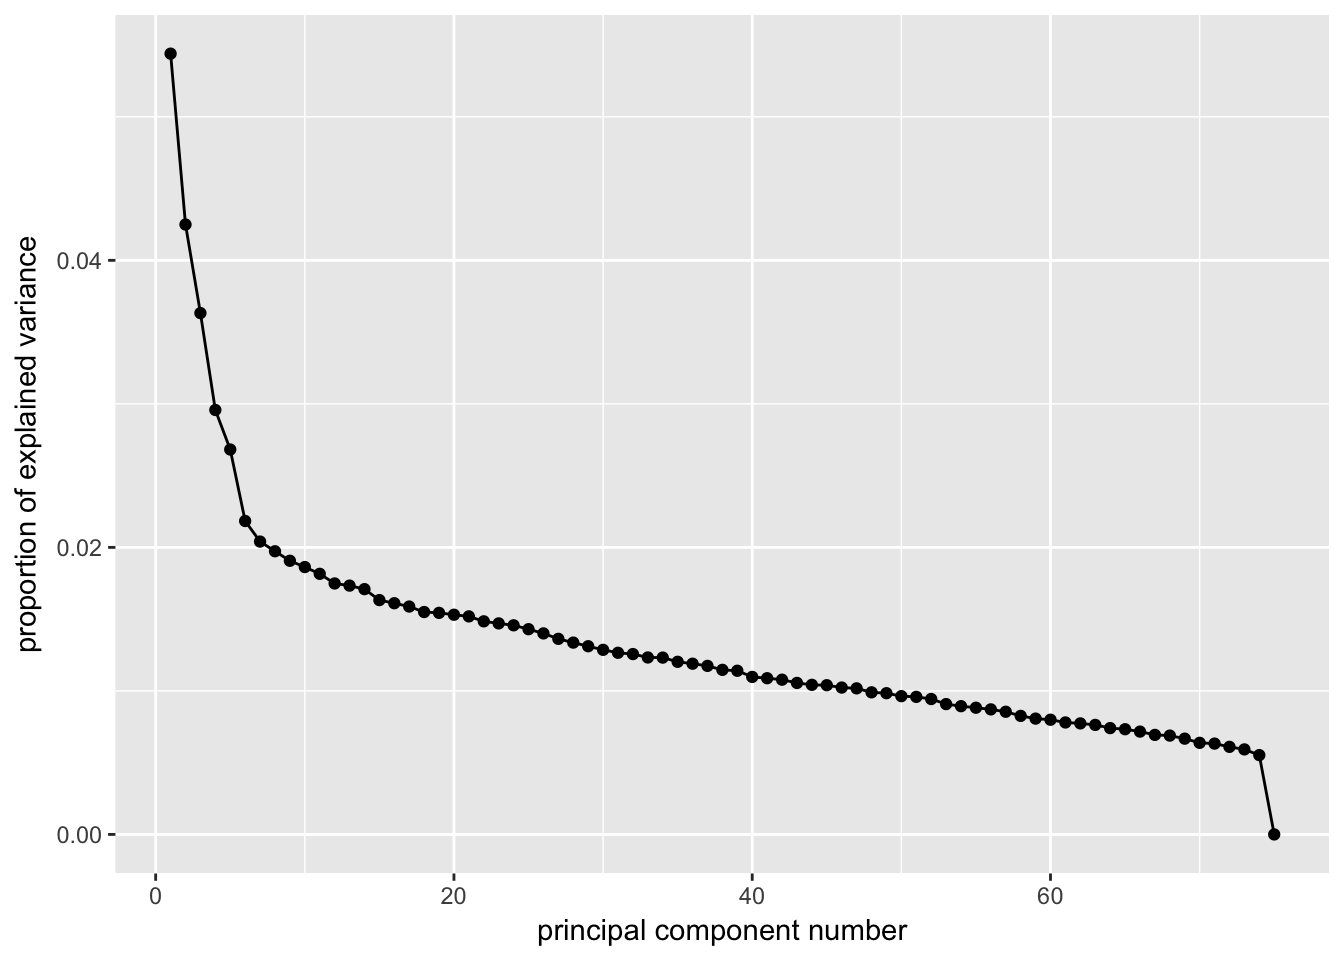 proportion of explained variance
0.04
0.02
0.00
0 20 40 60
principal component number